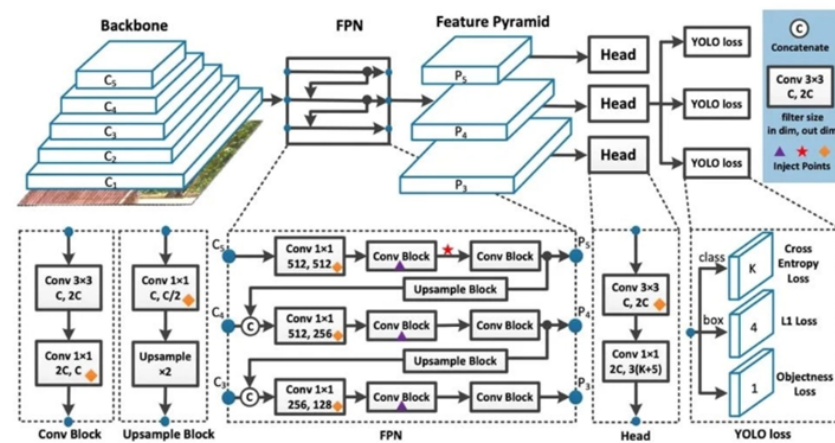 Backbone
FPN
Feature Pyramid
C5
C4
C3
C2
C1
P5
P4
P3
Head
Head
Head
YOLO loss
YOLO loss
YOLO loss
C
Concatenate
Conv 3×3
C, 2C
filter size
in dim, out dim
Inject Points
Conv 3×3
C, 2C
Conv 1×1
2C, C
Conv Block
Conv 1×1
C, C/2
Upsample
×2
Upsample Block
C5
Conv 1×1
512, 512
Conv Block
Conv Block
P5
Upsample Block
C4
C
Conv 1×1
512, 256
Conv Block
Conv Block
P4
Upsample Block
C3
C
Conv 1×1
256, 128
Conv Block
Conv Block
P3
FPN
Conv 3×3
C, 2C
Conv 1×1
2C, 3(K+5)
Head
class
K
Cross
Entropy
Loss
box
4
L1 Loss
1
Objectness
Loss
YOLO loss